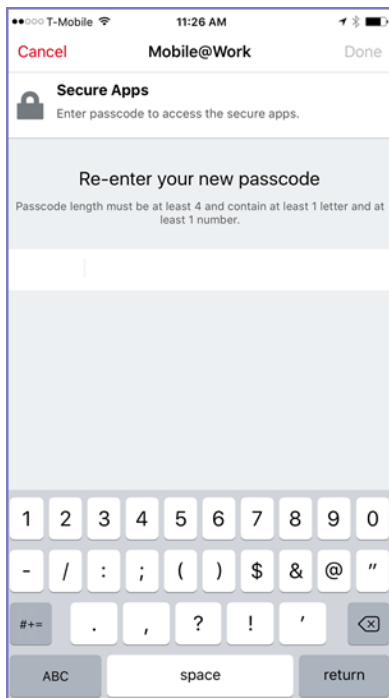 T-Mobile 11:26 AM
Cancel Mobile@Work Done
Secure Apps
Enter passcode to access the secure apps.
Re-enter your new passcode
Passcode length must be at least 4 and contain at least 1 letter and at
least 1 number.
1 2 3 4 5 6 7 8 9 0
- / : ; ( ) $ & @ "
#+= . , ? ! '
ABC space return